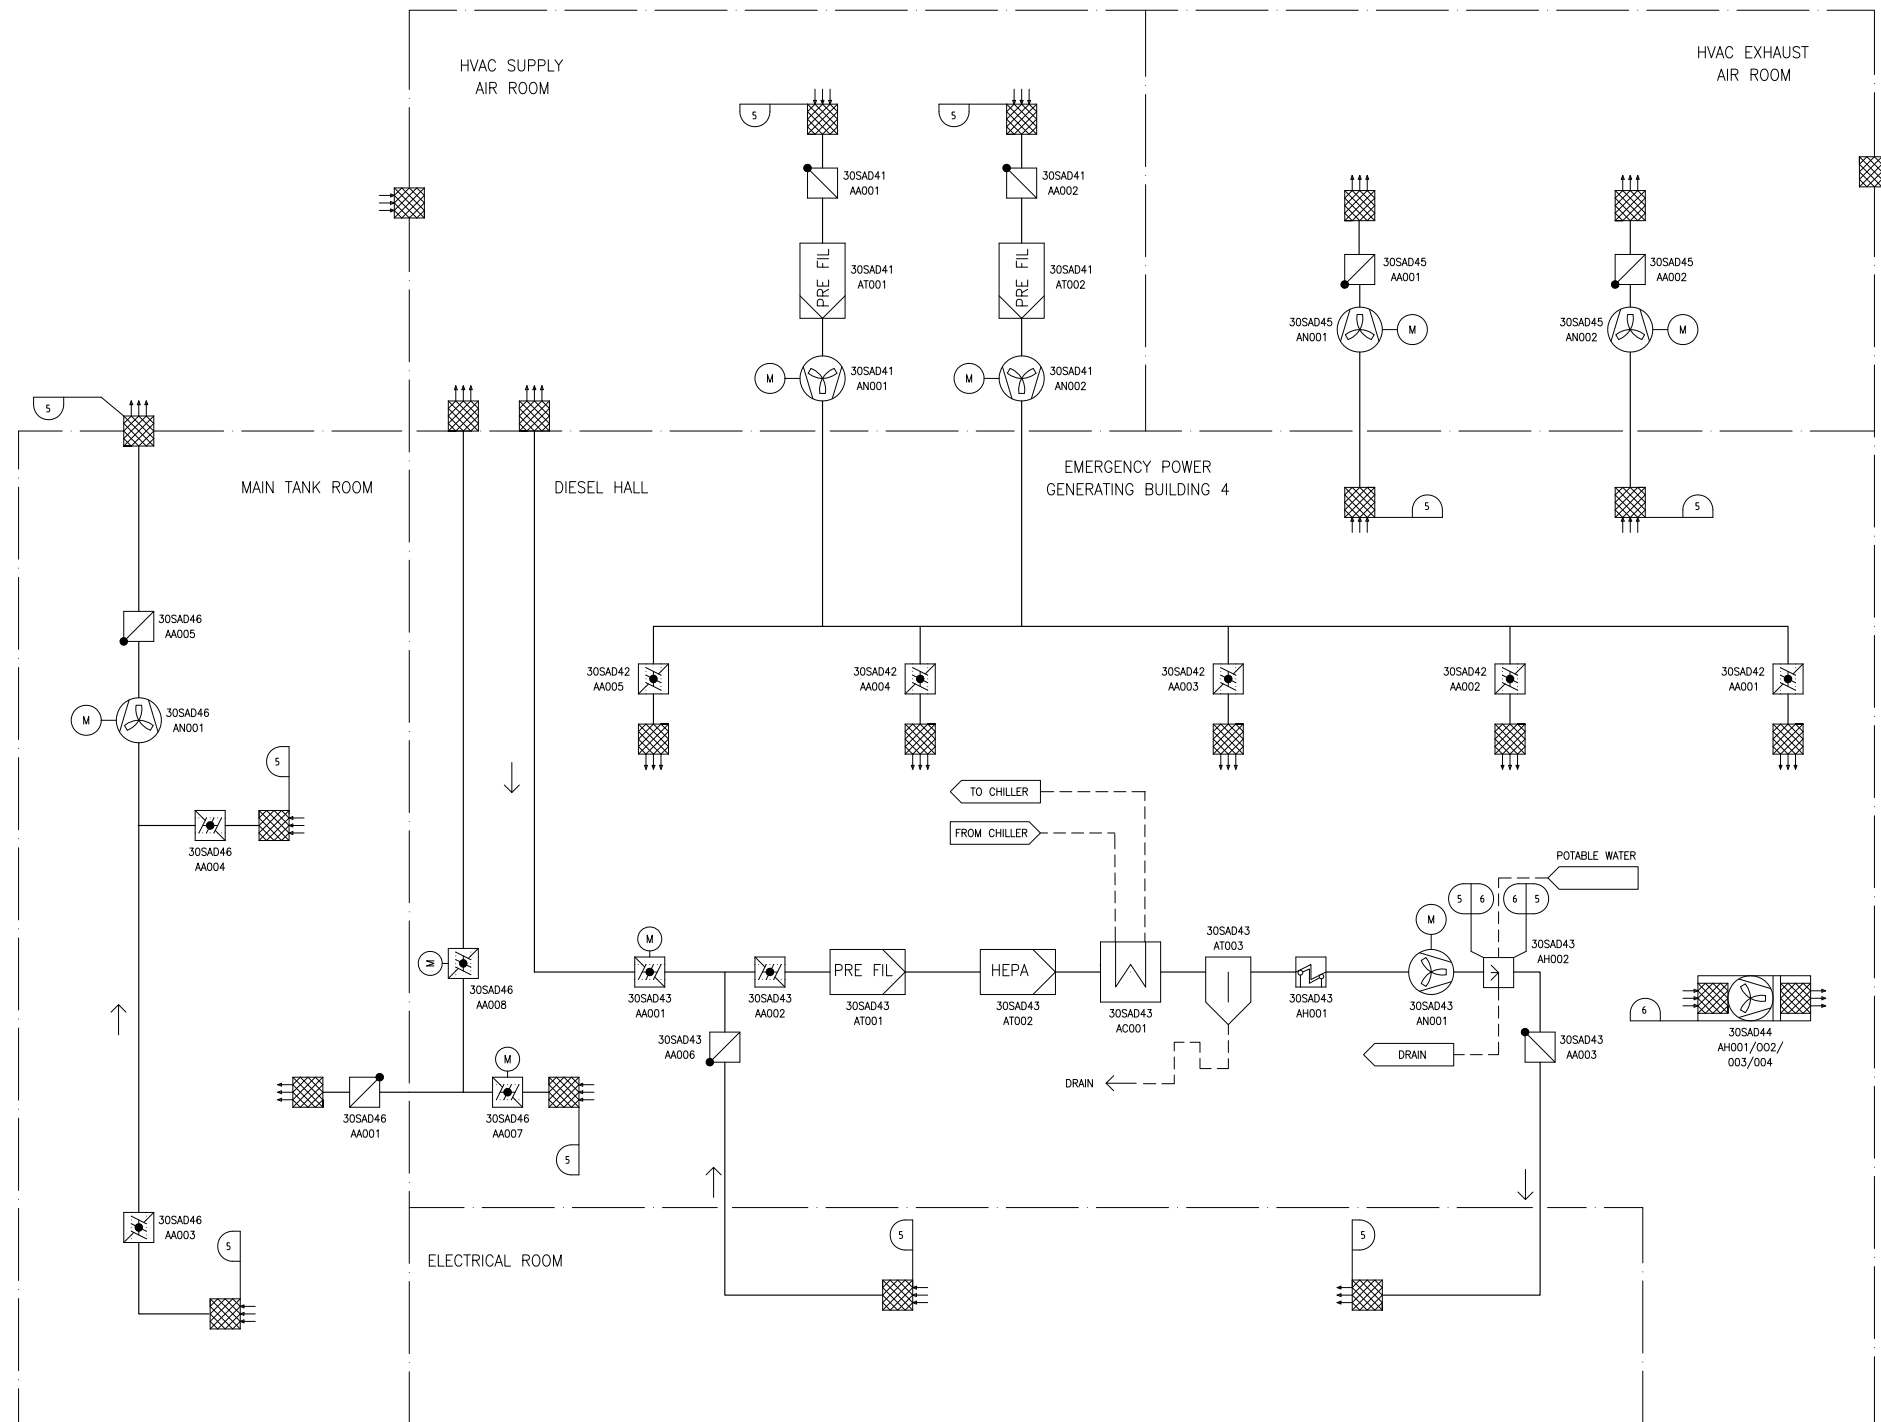 HVAC SUPPLY
AIR ROOM
HVAC EXHAUST
AIR ROOM
5
5
30SAD41
AA001
30SAD41
AA002
PRE FIL
30SAD41
AT001
PRE FIL
30SAD41
AT002
30SAD45
AA001
30SAD45
AA002
30SAD45
AN001
M
30SAD45
AN002
M
M
30SAD41
AN001
M
30SAD41
AN002
5
MAIN TANK ROOM
DIESEL HALL
EMERGENCY POWER
GENERATING BUILDING 4
5
5
30SAD46
AA005
30SAD42
AA005
30SAD42
AA004
30SAD42
AA003
30SAD42
AA002
30SAD42
AA001
M
30SAD46
AN001
5
TO CHILLER
FROM CHILLER
30SAD46
AA004
POTABLE WATER
5
6
6
5
M
M
30SAD43
AT003
30SAD43
AH002
M
30SAD46
AA008
PRE FIL
HEPA
30SAD43
AA001
30SAD43
AA002
30SAD43
AT001
30SAD43
AT002
30SAD43
AC001
30SAD43
AH001
30SAD43
AN001
6
30SAD44
AH001/002/
003/004
30SAD43
AA006
DRAIN
30SAD43
AA003
M
DRAIN
30SAD46
AA001
30SAD46
AA007
5
30SAD46
AA003
5
5
5
ELECTRICAL ROOM